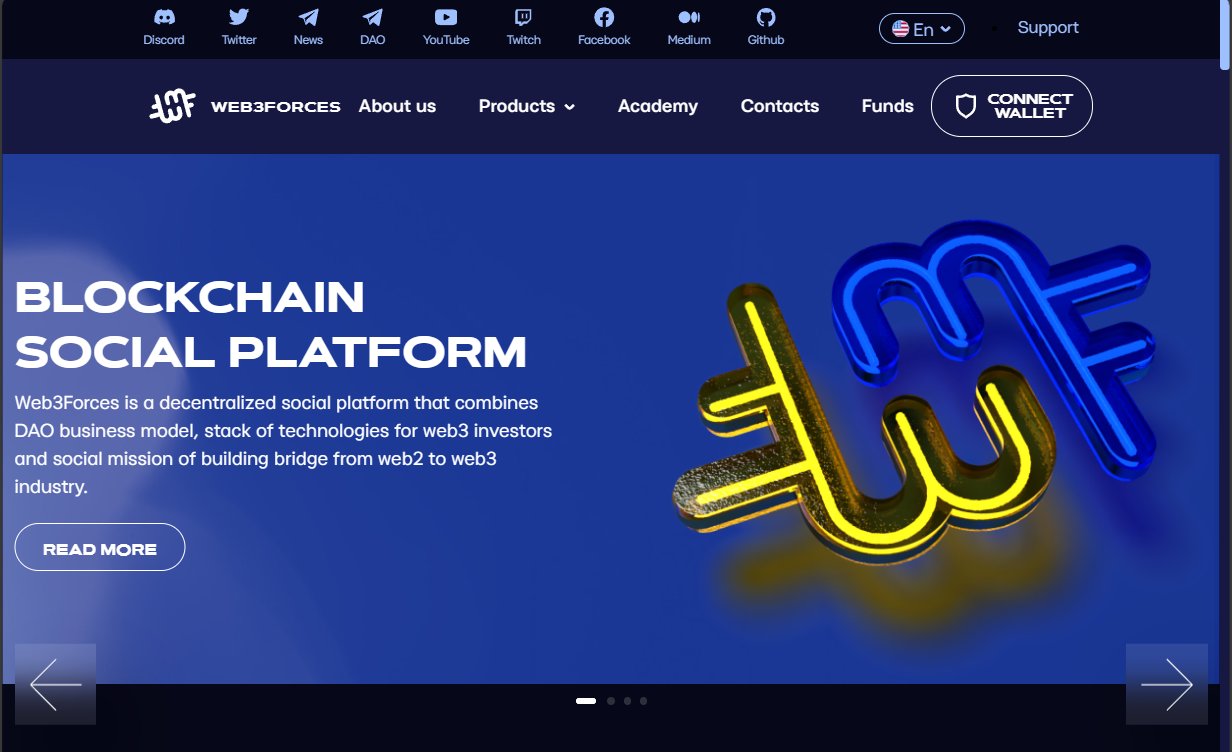 Discord Twitter News DAO YouTube Twitch Facebook Medium Github En Support
WEB3FORCES About us Products Academy Contacts Funds CONNECT
WALLET
BLOCKCHAIN
SOCIAL PLATFORM
Web3Forces is a decentralized social platform that combines
DAO business model, stack of technologies for web3 investors
and social mission of building bridge from web2 to web3
industry.
READ MORE